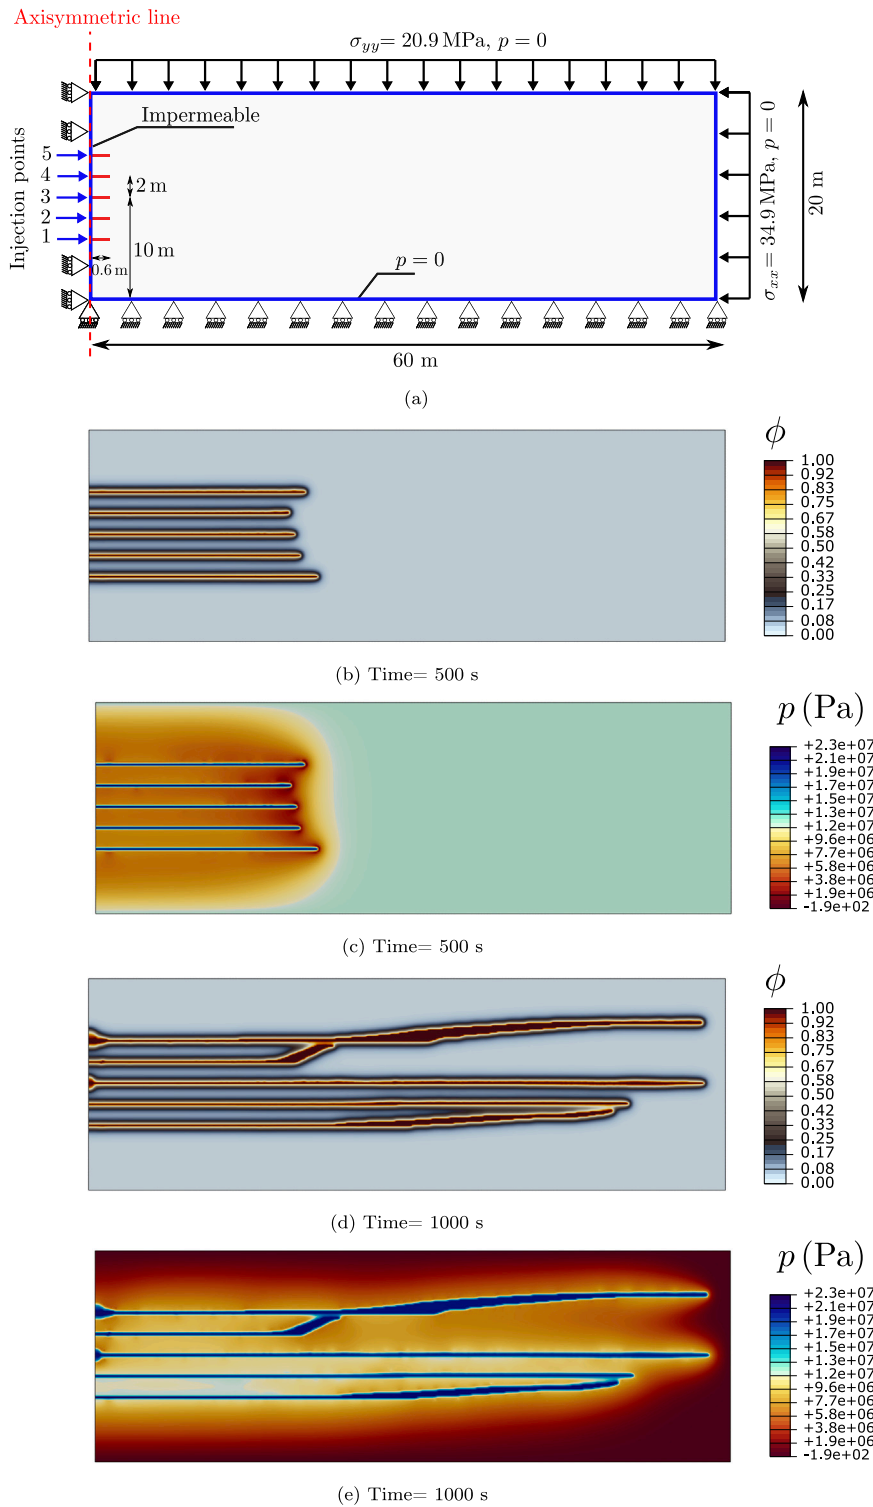 Axisymmetric line
σyy= 20.9 MPa, p = 0
Impermeable
Injection points
5
4
3
2
1
2 m
10 m
0.6 m
p = 0
σxx= 34.9 MPa, p = 0
20 m
60 m
(a)
ϕ
1.00
0.92
0.83
0.75
0.67
0.58
0.50
0.42
0.33
0.25
0.17
0.08
0.00
(b) Time= 500 s
p (Pa)
+2.3e+07
+2.1e+07
+1.9e+07
+1.7e+07
+1.5e+07
+1.3e+07
+1.2e+07
+9.6e+06
+7.7e+06
+5.8e+06
+3.8e+06
+1.9e+06
-1.9e+02
(c) Time= 500 s
ϕ
1.00
0.92
0.83
0.75
0.67
0.58
0.50
0.42
0.33
0.25
0.17
0.08
0.00
(d) Time= 1000 s
p (Pa)
+2.3e+07
+2.1e+07
+1.9e+07
+1.7e+07
+1.5e+07
+1.3e+07
+1.2e+07
+9.6e+06
+7.7e+06
+5.8e+06
+3.8e+06
+1.9e+06
-1.9e+02
(e) Time= 1000 s